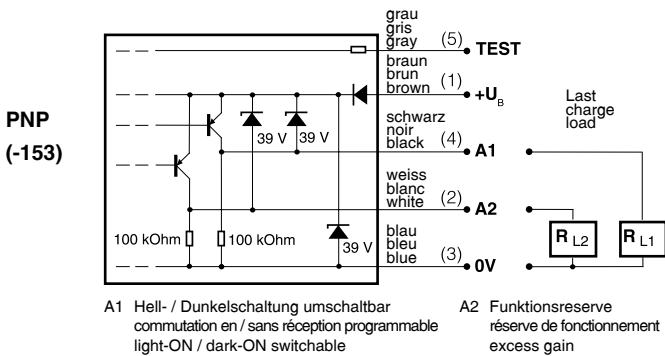 grau
gris
gray (5) TEST
braun
brun
brown (1) +UB
PNP
(-153)
39 V
39 V
schwarz
noir
black (4) A1
Last
charge
load
weiss
blanc
white (2) A2
100 kOhm
100 kOhm
39 V
blau
bleu
blue (3) 0V
R L2
R L1
A1 Hell- / Dunkelschaltung umschaltbar
commutation en / sans réception programmable
light-ON / dark-ON switchable
A2 Funktionsreserve
réserve de fonctionnement
excess gain